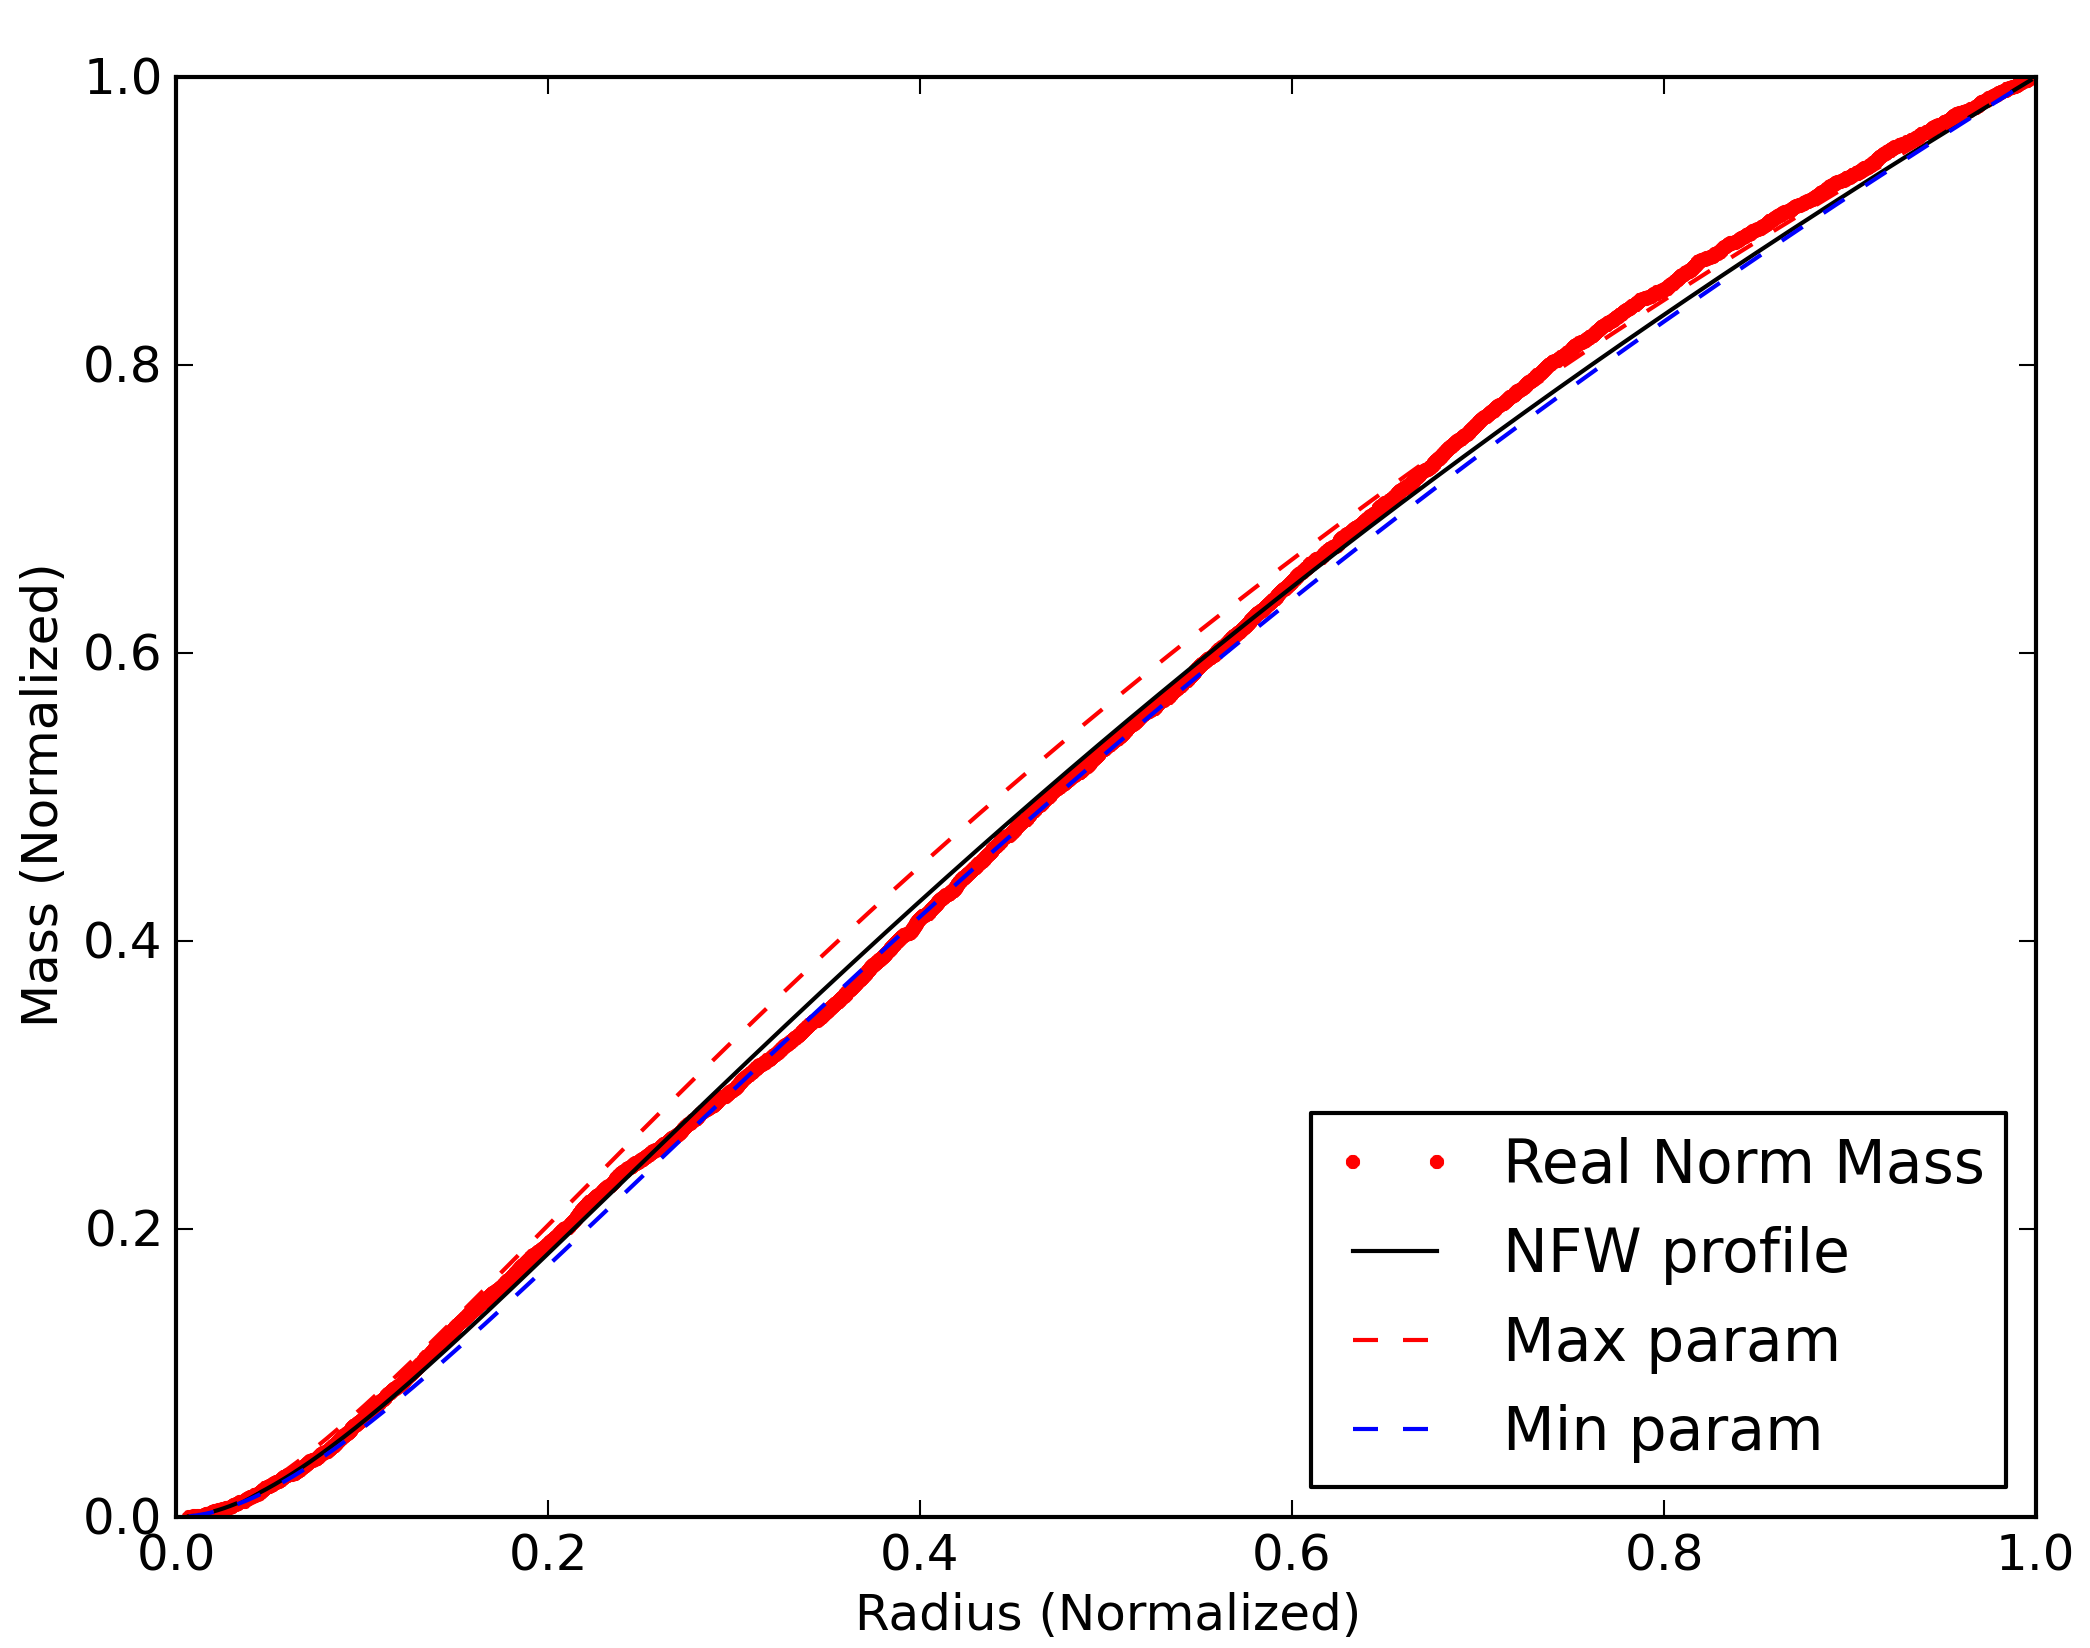 1.0
0.8
0.6
0.4
0.2
0.0
0.0 0.2 0.4 0.6 0.8 1.0
Mass (Normalized)
Radius (Normalized)
Real Norm Mass
NFW profile
Max param
Min param